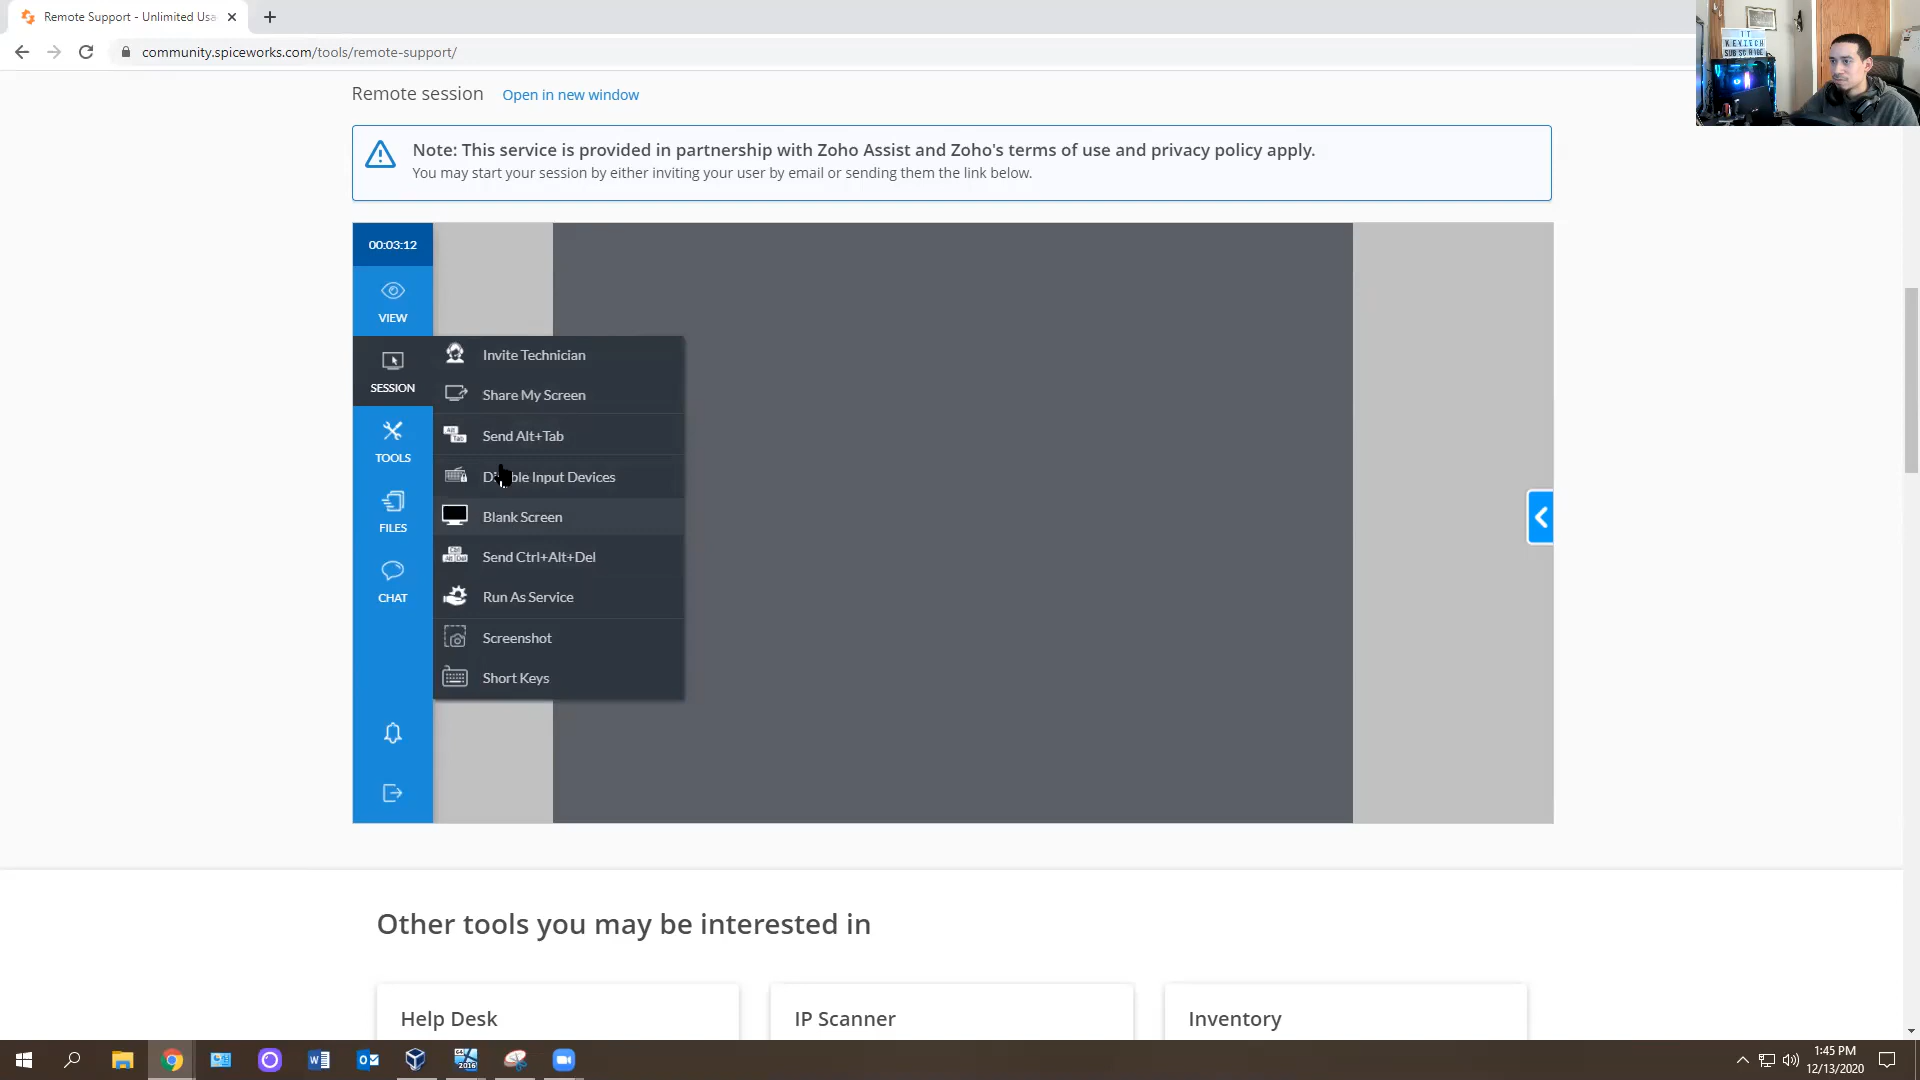 Remote Support - Unlimited Usa
community.spiceworks.com/tools/remote-support/
IT
KEVTECH
SUBSCRIBE
Remote session Open in new window
Note: This service is provided in partnership with Zoho Assist and Zoho's terms of use and privacy policy apply.
You may start your session by either inviting your user by email or sending them the link below.
00:03:12
VIEW
SESSION
TOOLS
FILES
CHAT
Invite Technician
Share My Screen
Send Alt+Tab
Input Devices
Blank Screen
Send Ctrl+Alt+Del
Run As Service
Screenshot
Short Keys
Other tools you may be interested in
Help Desk
IP Scanner
Inventory
2016
1:45 PM
12/13/2020